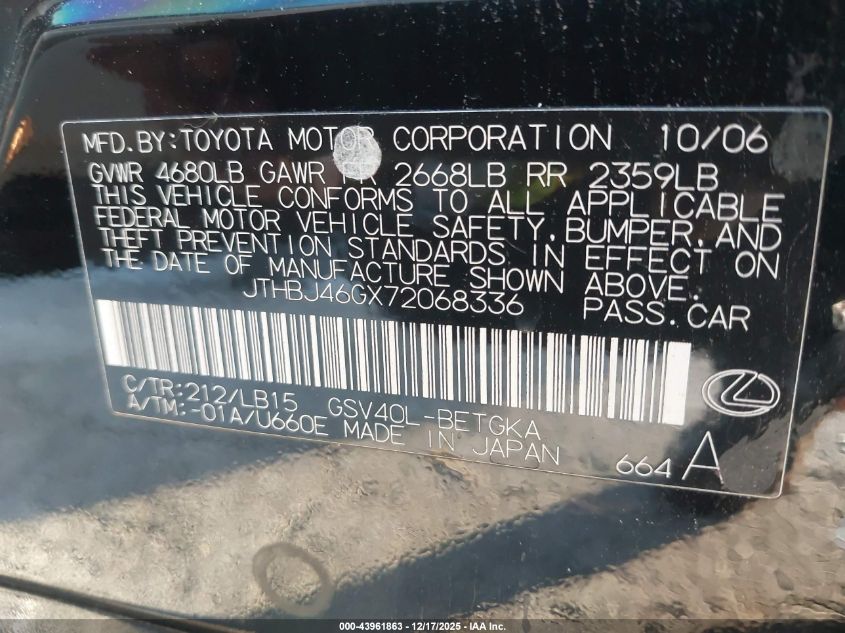 MFD.BY:TOYOTA MOTOR CORPORATION 10/06
GVWR 4680LB GAWR 2668LB RR 2359LB
THIS VEHICLE CONFORMS TO ALL APPLICABLE
FEDERAL MOTOR VEHICLE SAFETY,BUMPER,AND
THEFT PREVENTION STANDARDS IN EFFECT ON
THE DATE OF MANUFACTURE SHOWN ABOVE.
JTHBJ46GX72068336 PASS.CAR
C/TR:212/LB15 GSV40L-BETGKA
A/TM:-01A/U660E MADE IN JAPAN
664A
000-43961863 – 12/17/2025 – IAA Inc.